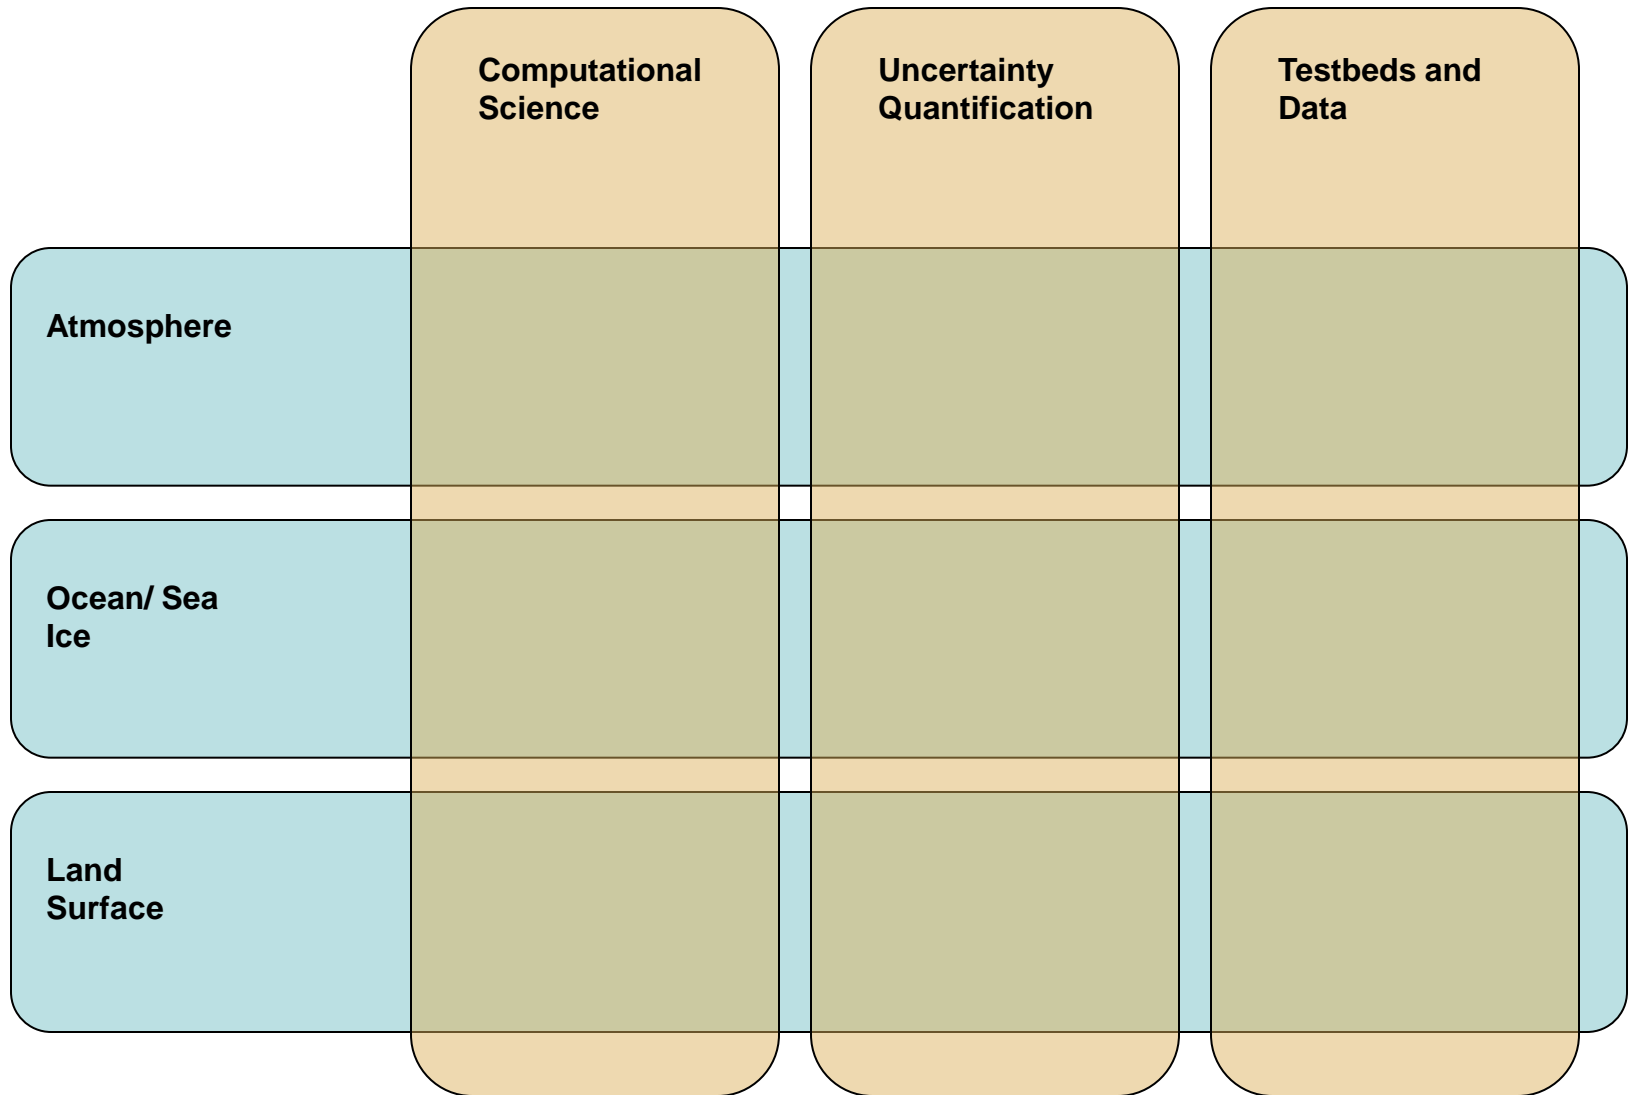 Computational
Science
Uncertainty
Quantification
Testbeds and
Data
Atmosphere
Ocean/ Sea
Ice
Land
Surface